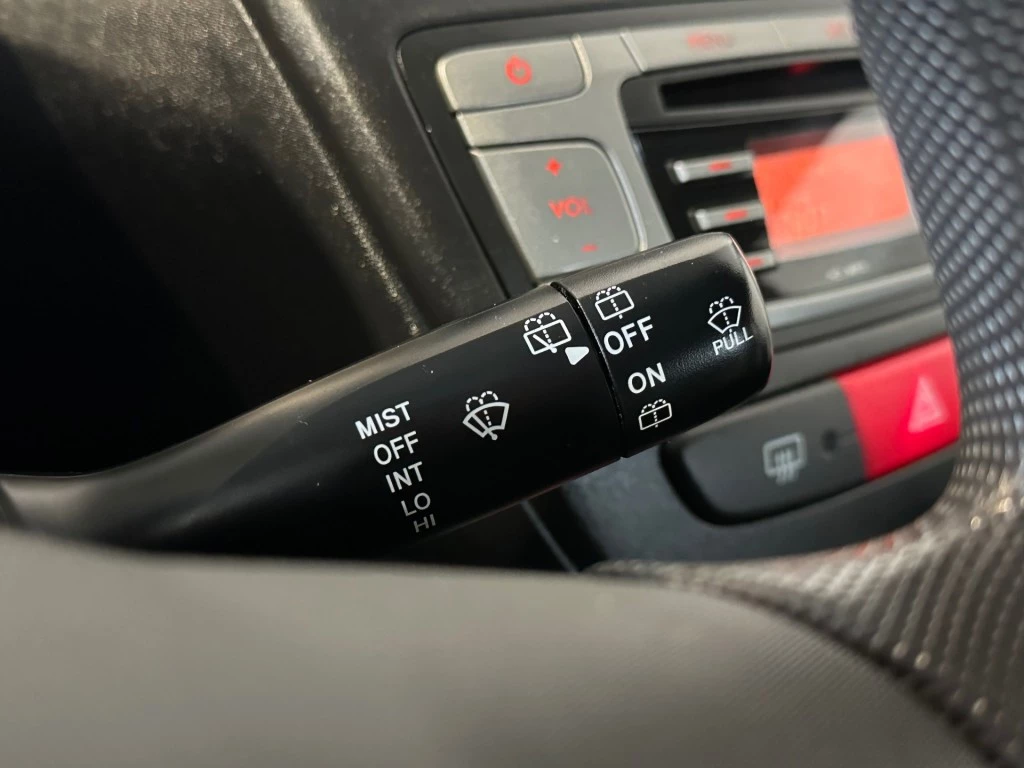 VOL
OFF
PULL
ON
MIST
OFF
INT
LO
HI